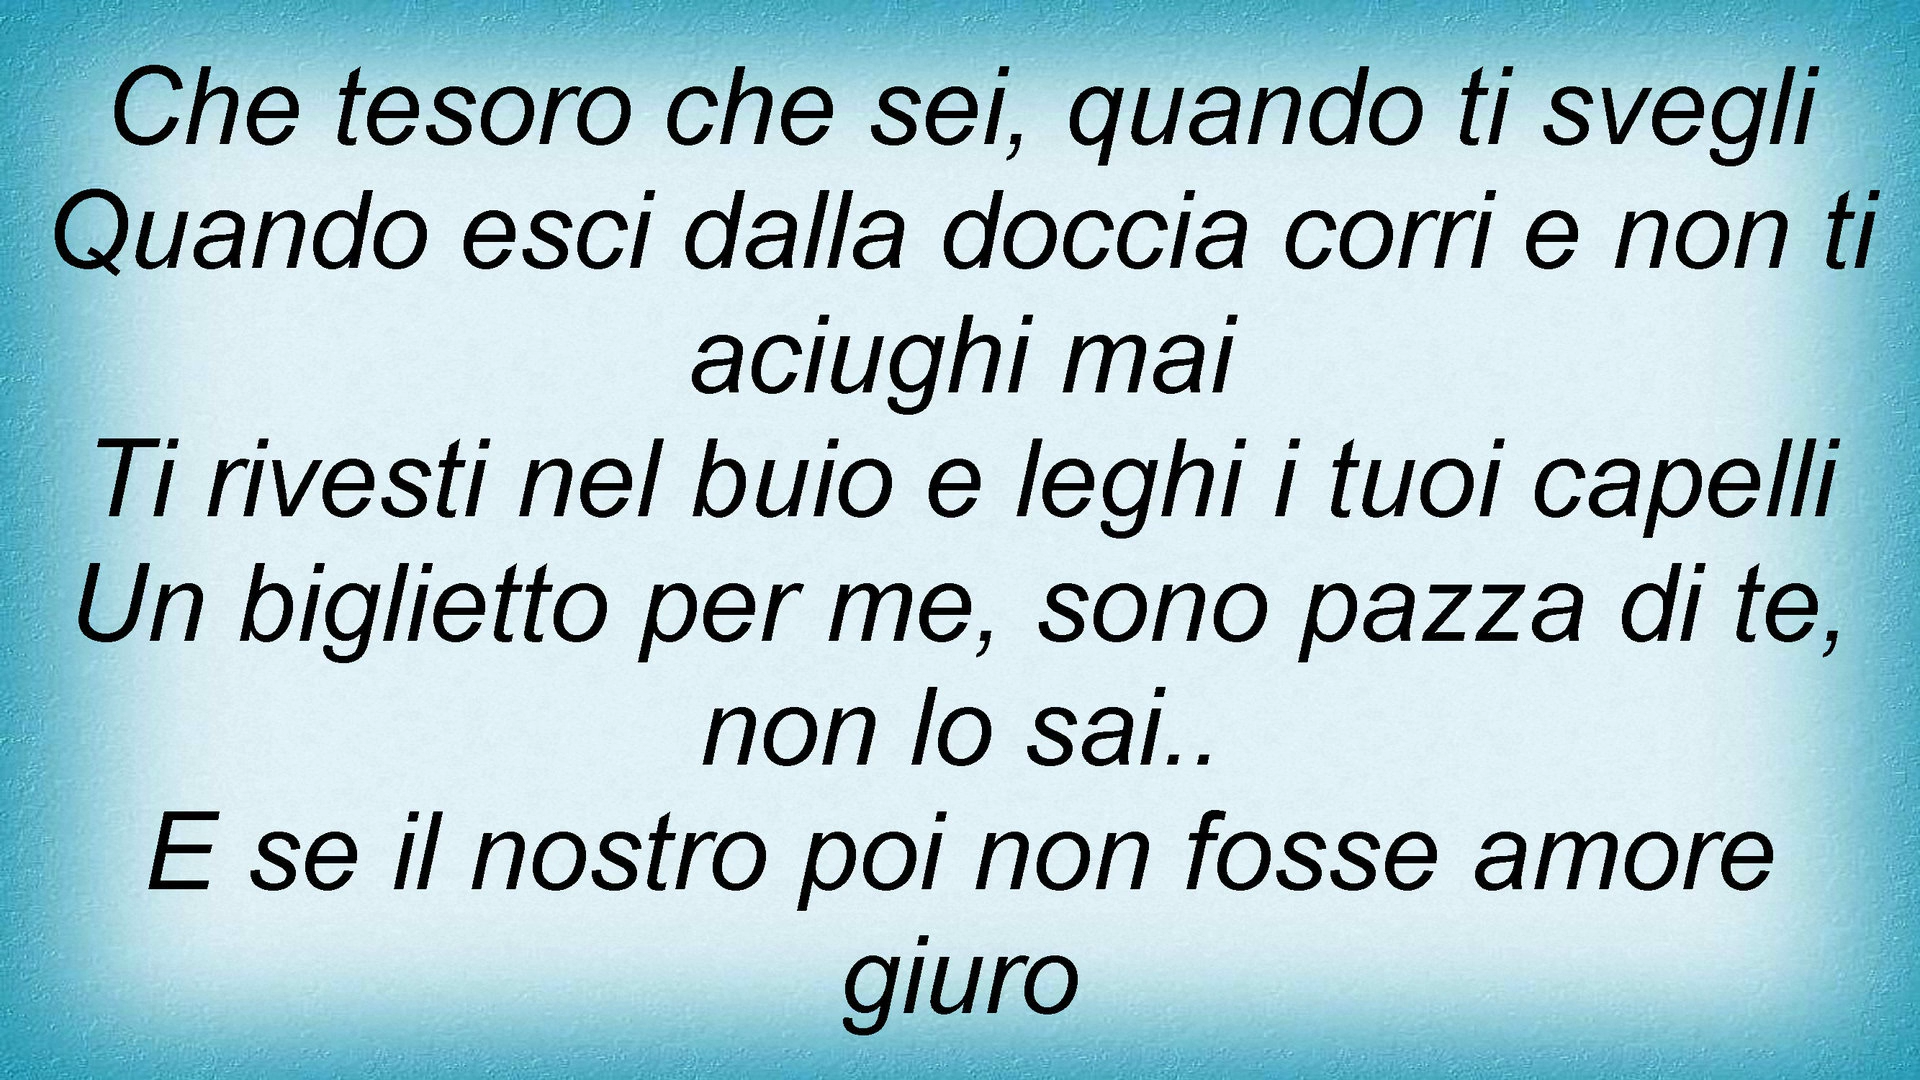 Che tesoro che sei, quando ti svegli
Quando esci dalla doccia corri e non ti
aciughi mai
Ti rivesti nel buio e leghi i tuoi capelli
Un biglietto per me, sono pazza di te,
non lo sai..
E se il nostro poi non fosse amore
giuro